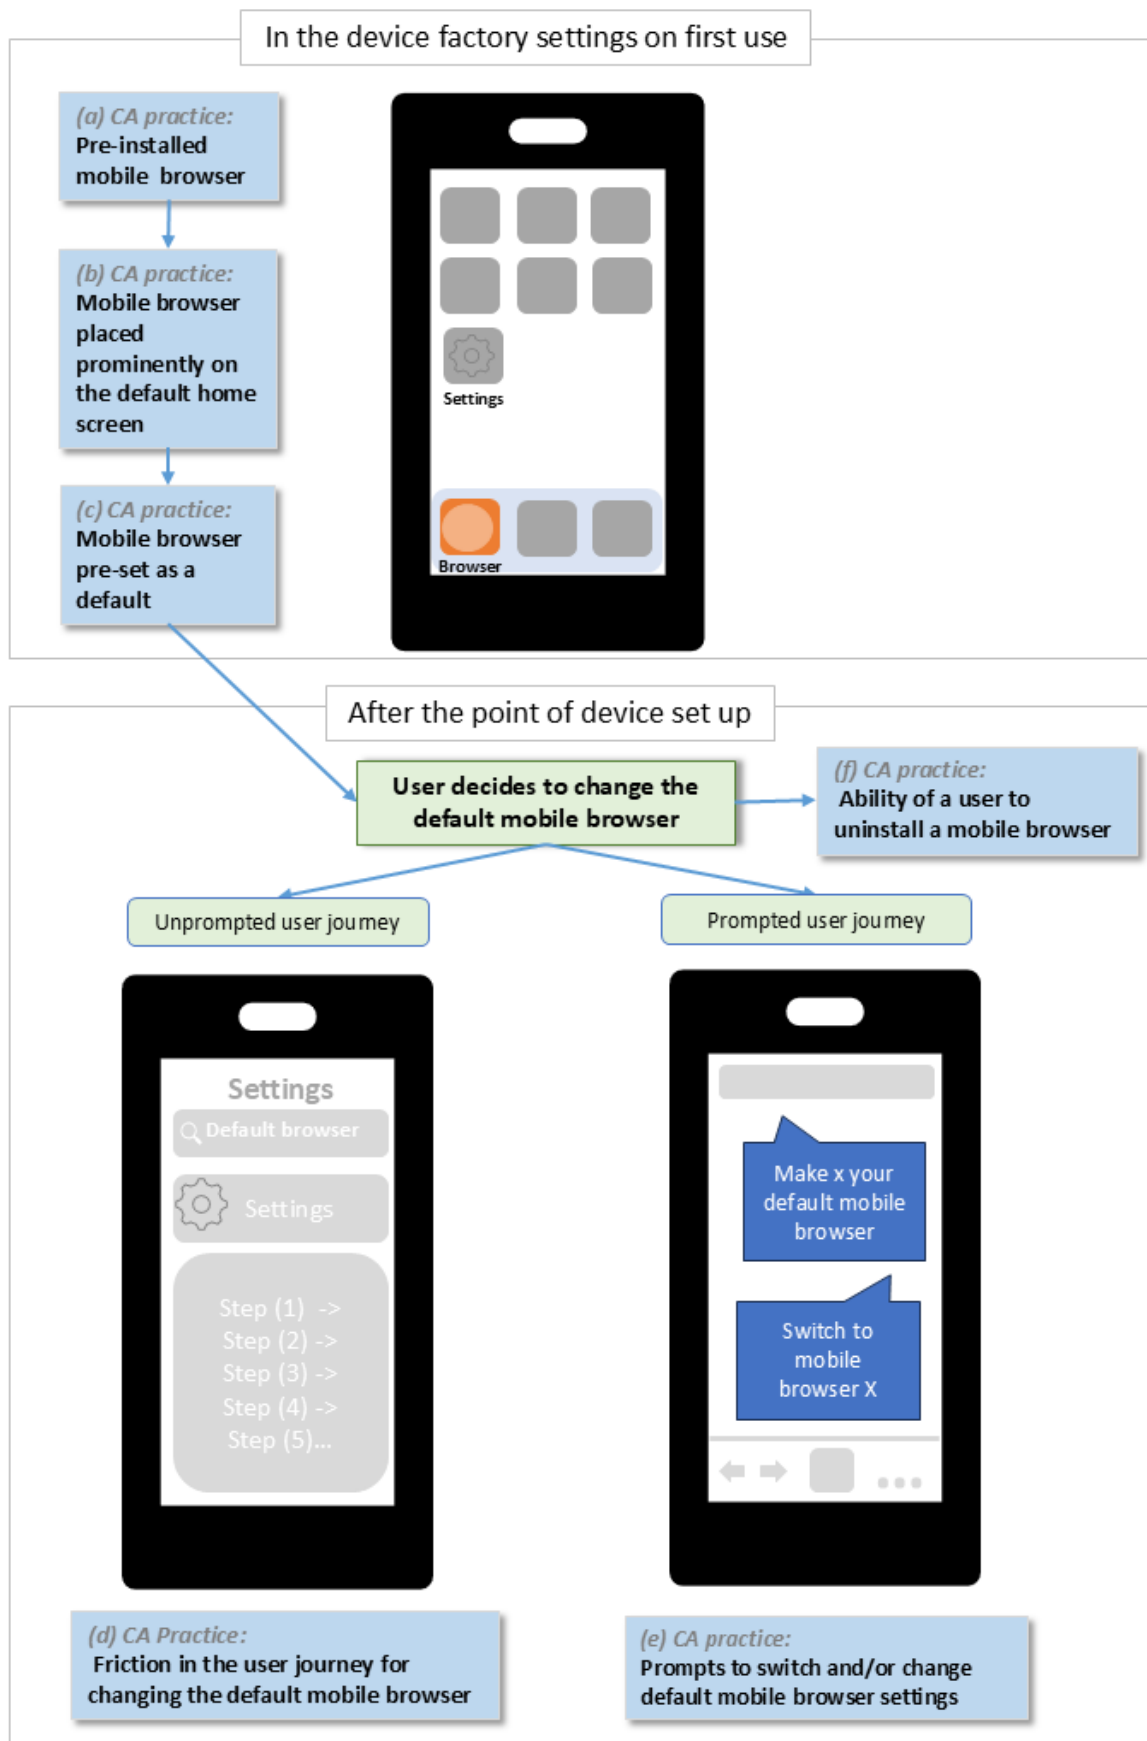 In the device factory settings on first use
(a) CA practice:
Pre-installed
mobile browser
(b) CA practice:
Mobile browser
placed
prominently on
the default home
screen
(c) CA practice:
Mobile browser
pre-set as a
default
Settings
Browser
After the point of device set up
User decides to change the
default mobile browser
(f) CA practice:
Ability of a user to
uninstall a mobile browser
Unprompted user journey
Prompted user journey
Settings
Default browser
Settings
Step (1) ->
Step (2) ->
Step (3) ->
Step (4) ->
Step (5)...
Make x your
default mobile
browser
Switch to
mobile
browser X
(d) CA Practice:
Friction in the user journey for
changing the default mobile browser
(e) CA practice:
Prompts to switch and/or change
default mobile browser settings